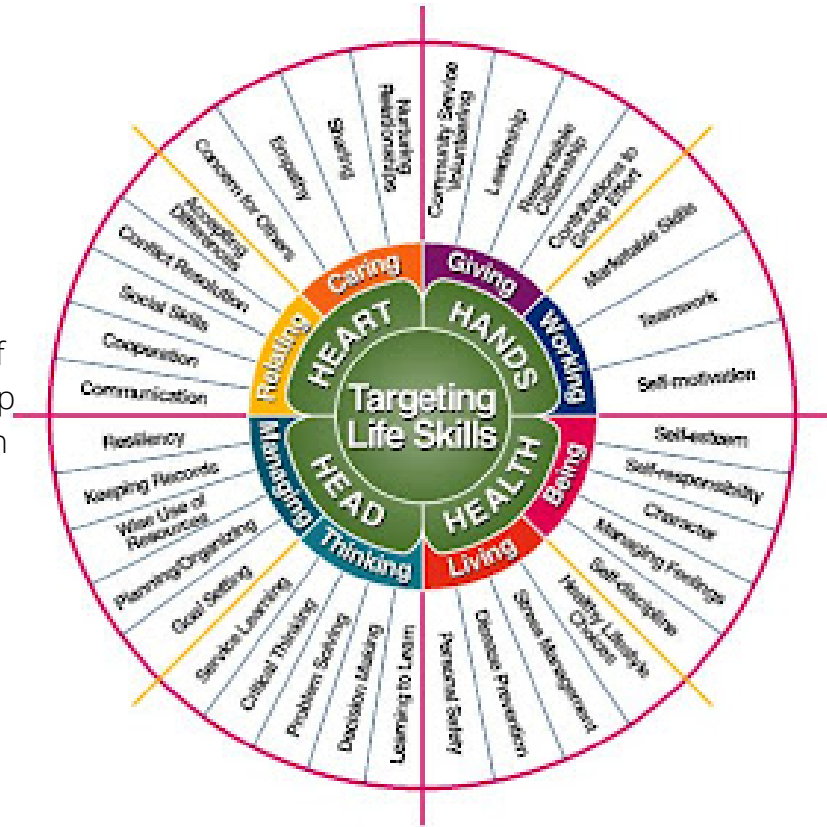 Targeting
Life Skills
HEART
HANDS
HEALTH
HEAD
Caring
Giving
Working
Being
Living
Thinking
Managing
Relating
Community Service
Volunteering
Leadership
Responsible
Citizenship
Contributions to
Group Effort
Marketable Skills
Teamwork
Self-motivation
Self-esteem
Self-responsibility
Character
Managing Feelings
Self-discipline
Healthy Lifestyle
Choices
Stress Management
Disease Prevention
Personal Safety
Learning to Learn
Decision Making
Problem Solving
Critical Thinking
Service Learning
Goal Setting
Planning/Organizing
Wise Use of
Resources
Keeping Records
Resiliency
Communication
Cooperation
Social Skills
Conflict Resolution
Accepting
Differences
Concern for Others
Empathy
Sharing
Nurturing
Relationships
f
p
n